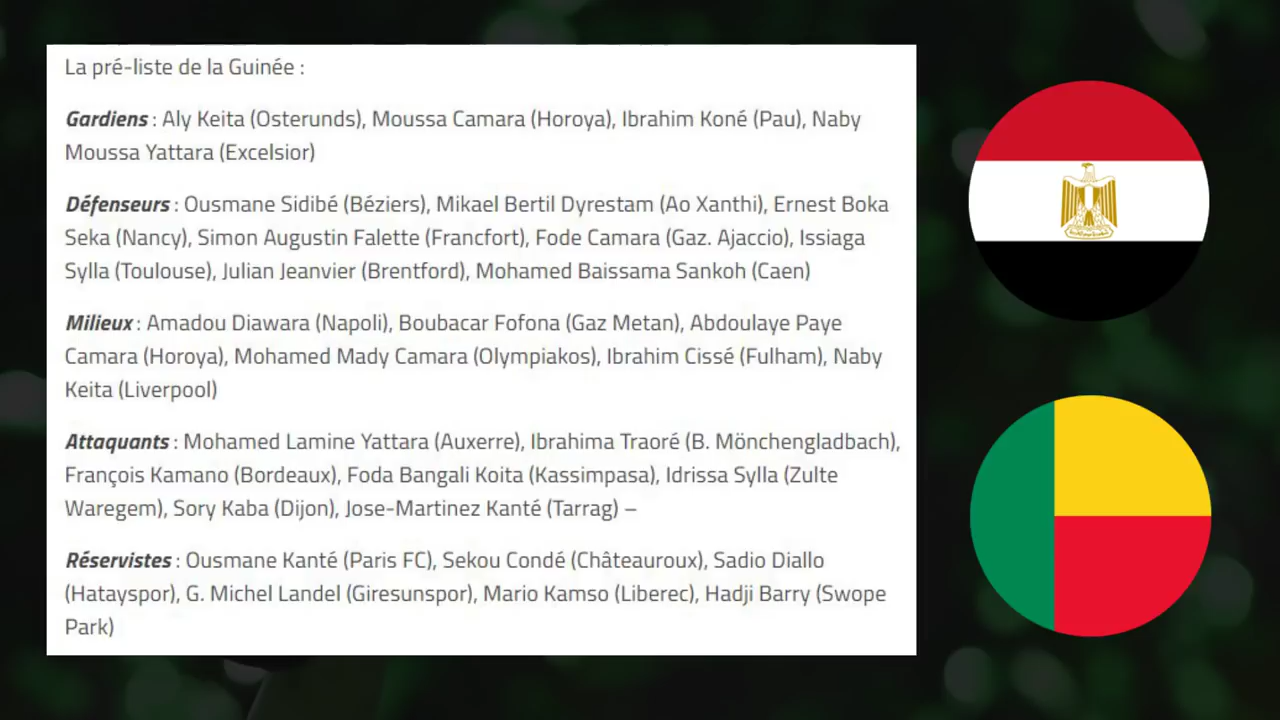 La pré-liste de la Guinée :
Gardiens : Aly Keita (Osterunds), Moussa Camara (Horoya), Ibrahim Koné (Pau), Naby
Moussa Yattara (Excelsior)
Défenseurs : Ousmane Sidibé (Béziers), Mikael Bertil Dyrestam (Ao Xanthi), Ernest Boka
Seka (Nancy), Simon Augustin Falette (Francfort), Fode Camara (Gaz. Ajaccio), Issiaga
Sylla (Toulouse), Julian Jeanvier (Brentford), Mohamed Baissama Sankoh (Caen)
Milieux : Amadou Diawara (Napoli), Boubacar Fofona (Gaz Metan), Abdoulaye Paye
Camara (Horoya), Mohamed Mady Camara (Olympiakos), Ibrahim Cissé (Fulham), Naby
Keita (Liverpool)
Attaquants : Mohamed Lamine Yattara (Auxerre), Ibrahima Traoré (B. Mönchengladbach),
François Kamano (Bordeaux), Foda Bangali Koita (Kassimpasa), Idrissa Sylla (Zulte
Waregem), Sory Kaba (Dijon), Jose-Martinez Kanté (Tarrag) –
Réservistes : Ousmane Kanté (Paris FC), Sekou Condé (Châteauroux), Sadio Diallo
(Hatayspor), G. Michel Landel (Giresunspor), Mario Kamso (Liberec), Hadji Barry (Swope
Park)